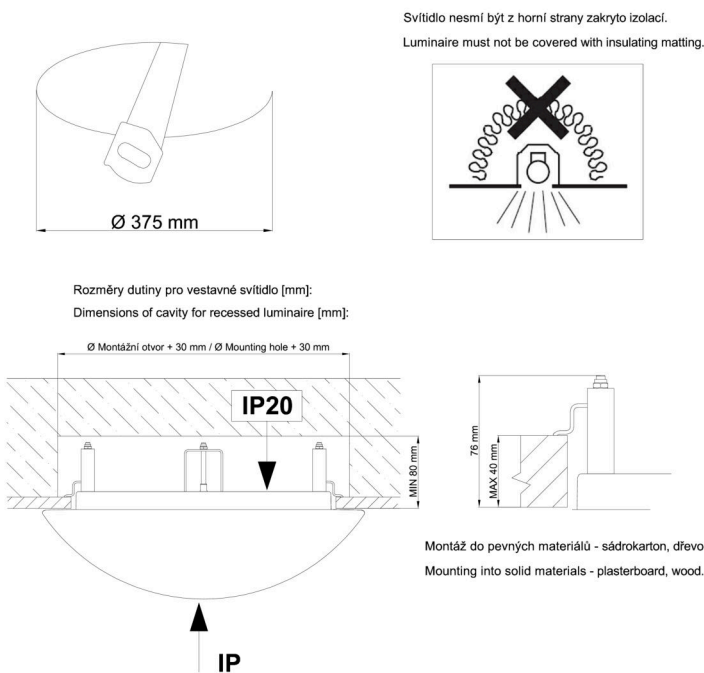 Svítidlo nesmí být z horní strany zakryto izolací.
Luminaire must not be covered with insulating matting.
Ø 375 mm
Rozměry dutiny pro vestavné svítidlo [mm]:
Dimensions of cavity for recessed luminaire [mm]:
Ø Montážní otvor + 30 mm / Ø Mounting hole + 30 mm
IP20
MIN 80 mm
76 mm
MAX 40 mm
Montáž do pevných materiálů - sádrokarton, dřevo
Mounting into solid materials - plasterboard, wood.
IP